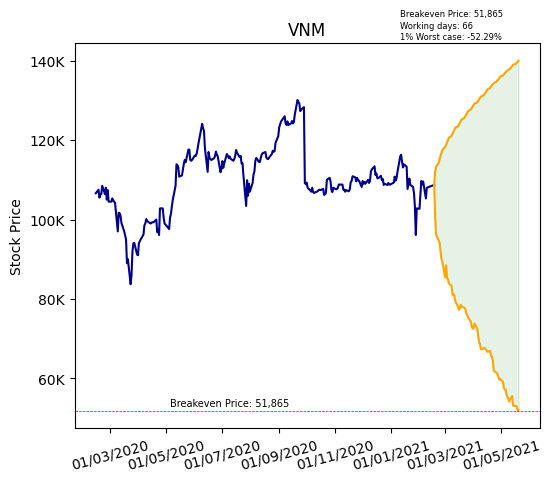 Breakeven Price: 51,865
Working days: 66
1% Worst case: -52.29%
VNM
Stock Price
140K
120K
100K
80K
60K
Breakeven Price: 51,865
01/03/2020
01/05/2020
01/07/2020
01/09/2020
01/11/2020
01/01/2021
01/03/2021
01/05/2021